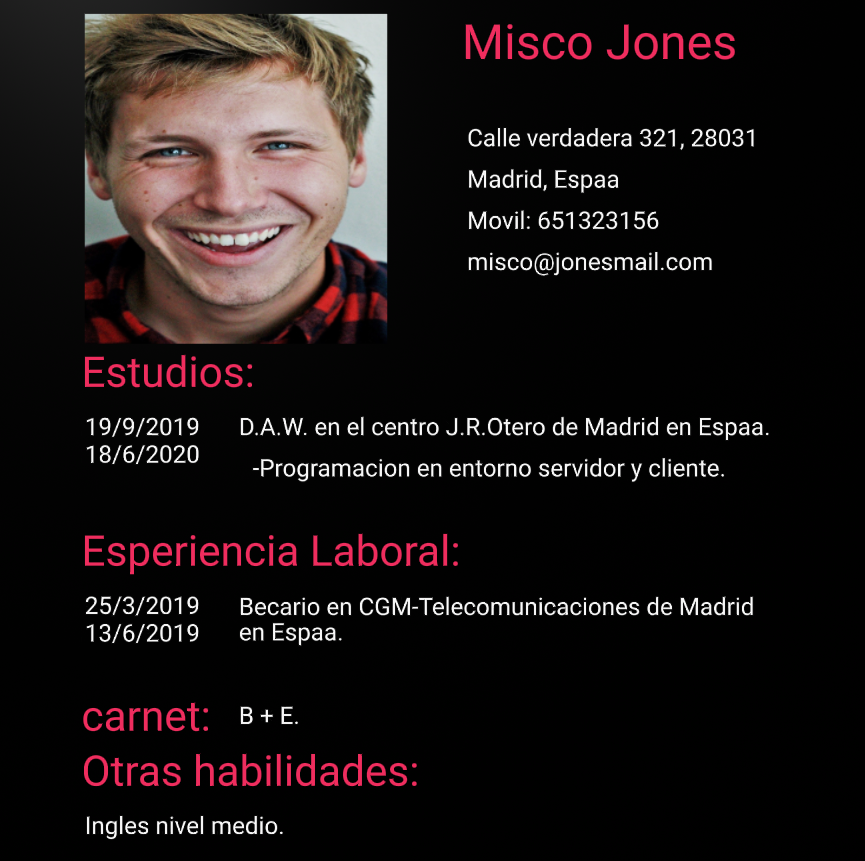 Misco Jones
Calle verdadera 321, 28031
Madrid, Espaa
Movil: 651323156
misco@jonesmail.com
Estudios:
19/9/2019 D.A.W. en el centro J.R.Otero de Madrid en Espaa.
18/6/2020
-Programacion en entorno servidor y cliente.
Esperiencia Laboral:
25/3/2019 Becario en CGM-Telecomunicaciones de Madrid
13/6/2019 en Espaa.
carnet: B + E.
Otras habilidades:
Ingles nivel medio.